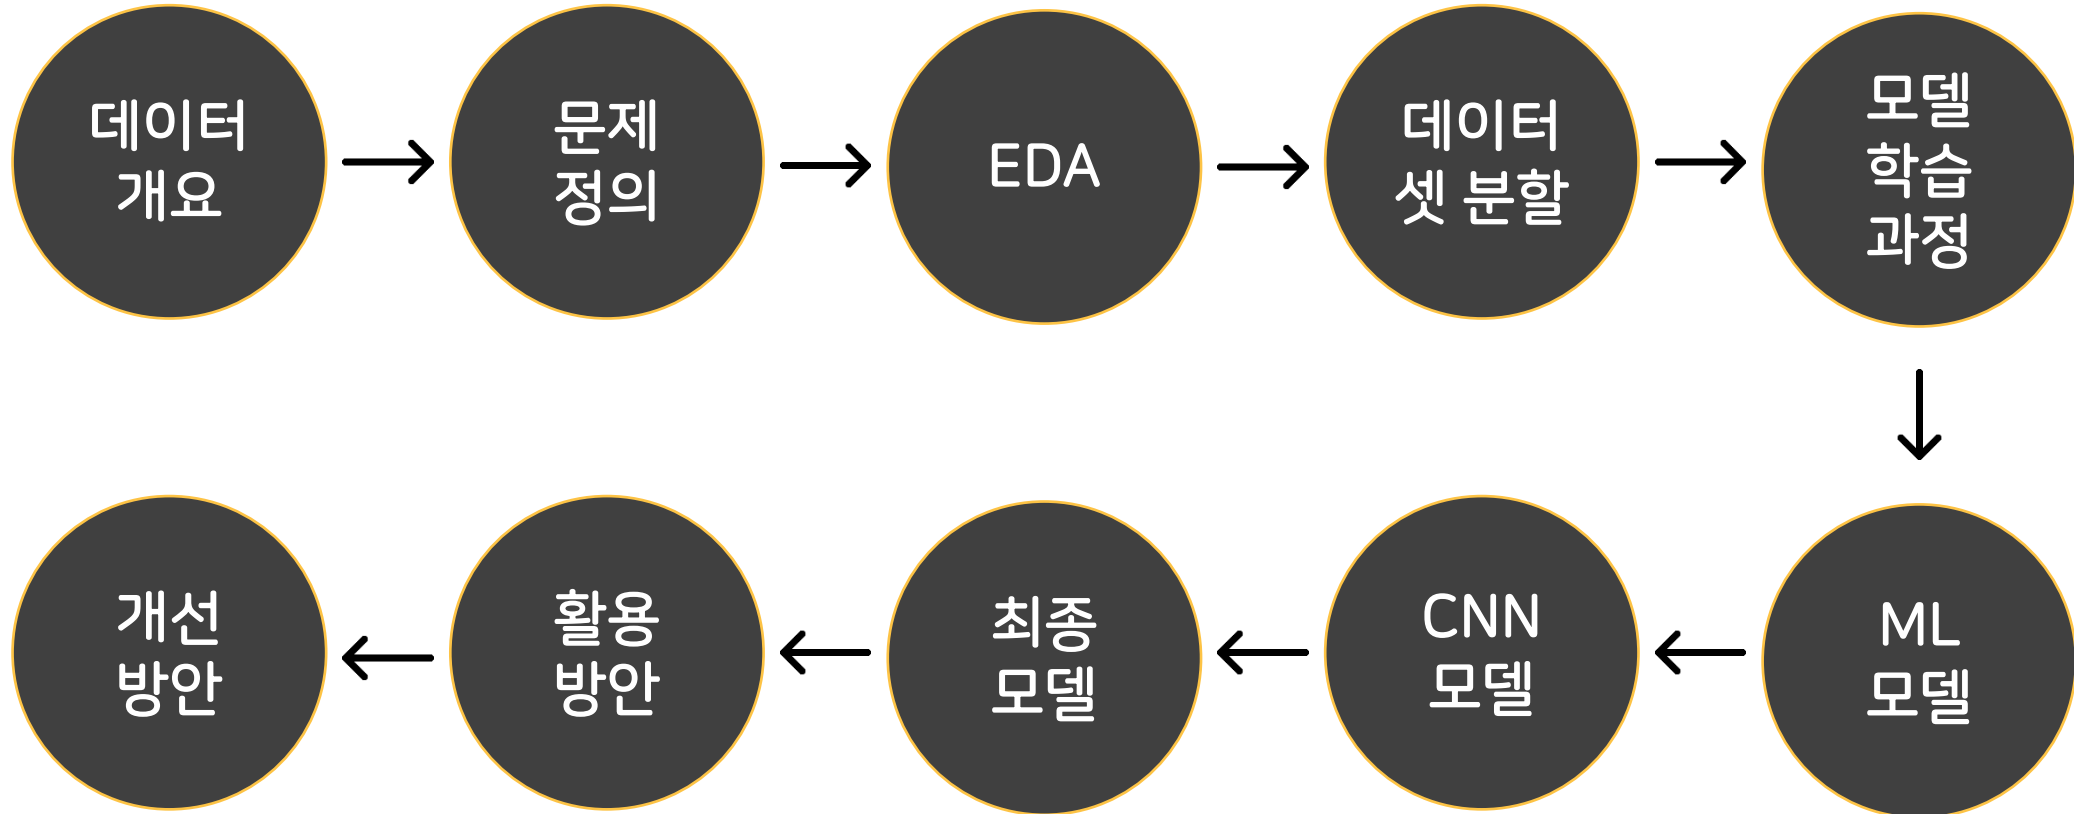 데이터
개요
문제
정의
EDA
데이터
셋 분할
모델
학습
과정
ML
모델
CNN
모델
최종
모델
활용
방안
개선
방안